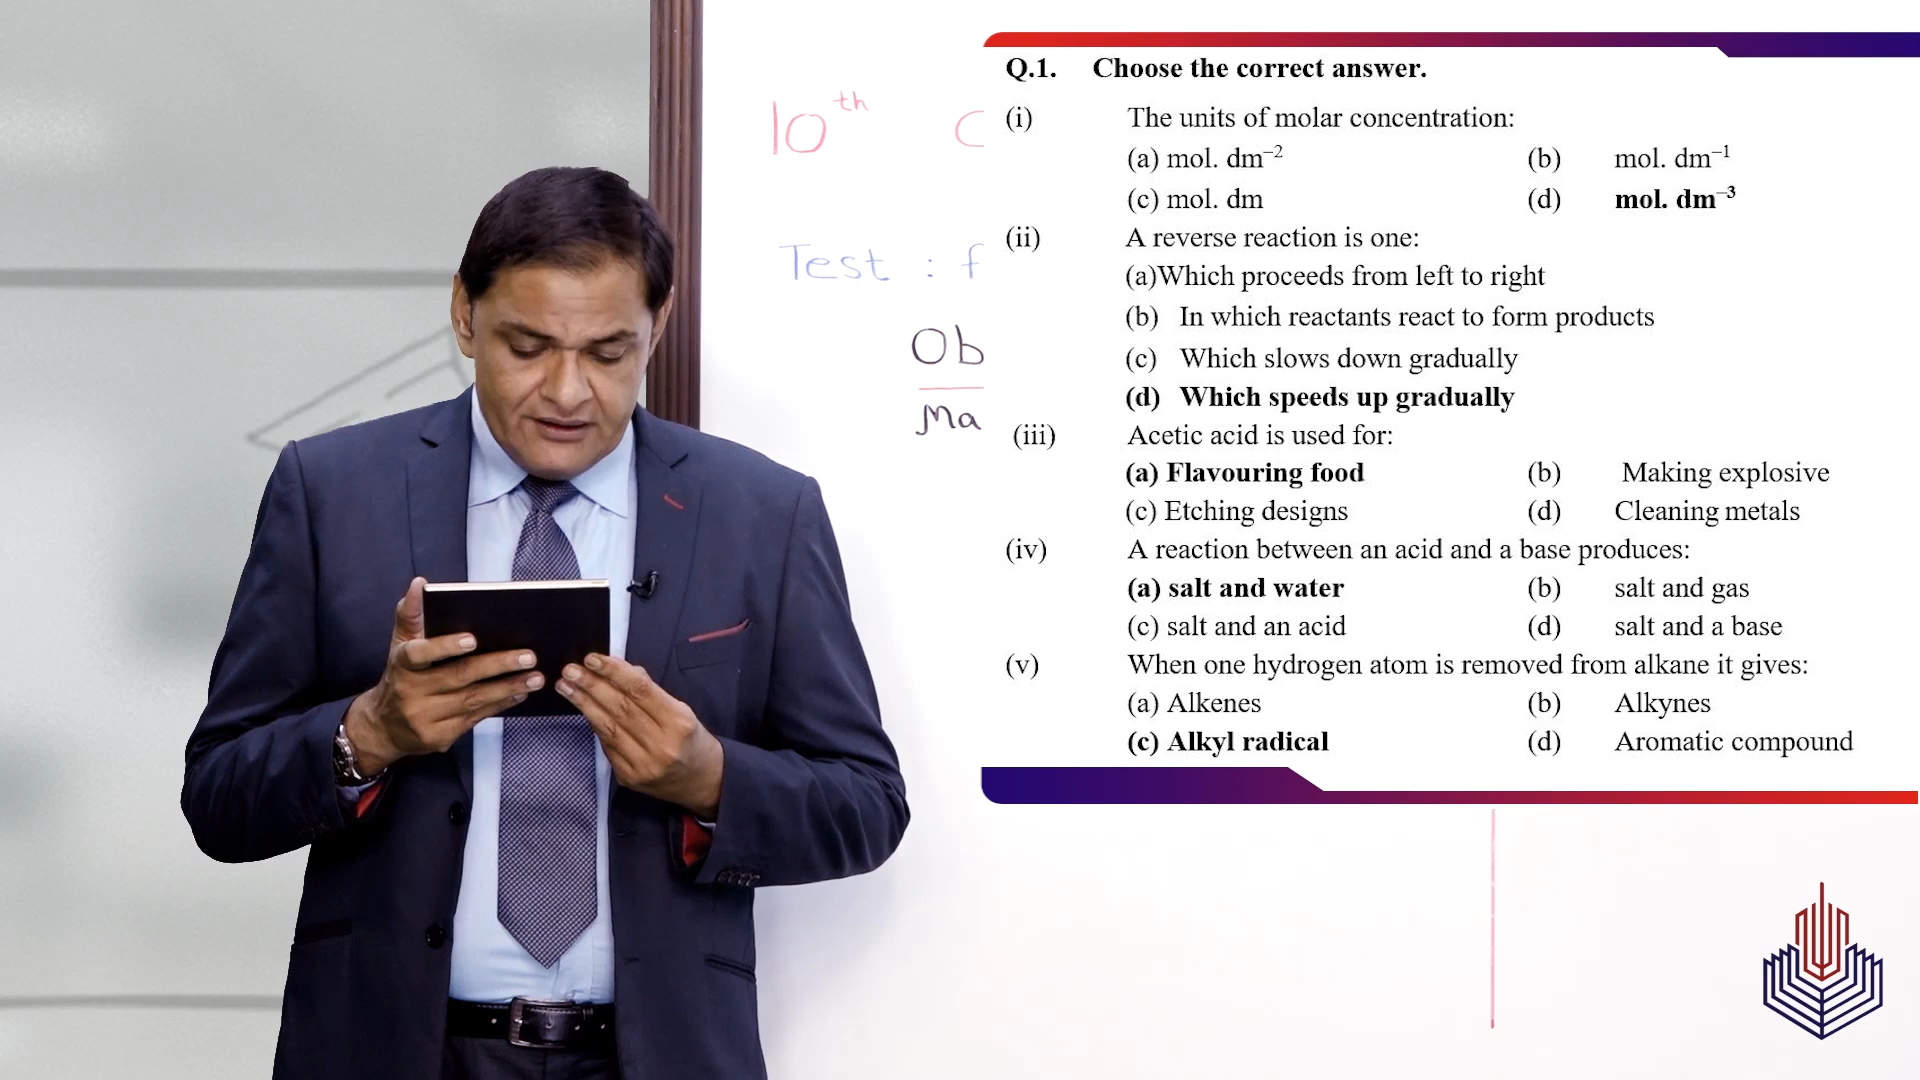 10th C
Test : f
Ob
Ma
Q.1. Choose the correct answer.
(i) The units of molar concentration:
(a) mol. dm⁻² (b) mol. dm⁻¹
(c) mol. dm (d) mol. dm⁻³
(ii) A reverse reaction is one:
(a)Which proceeds from left to right
(b) In which reactants react to form products
(c) Which slows down gradually
(d) Which speeds up gradually
(iii) Acetic acid is used for:
(a) Flavouring food (b) Making explosive
(c) Etching designs (d) Cleaning metals
(iv) A reaction between an acid and a base produces:
(a) salt and water (b) salt and gas
(c) salt and an acid (d) salt and a base
(v) When one hydrogen atom is removed from alkane it gives:
(a) Alkenes (b) Alkynes
(c) Alkyl radical (d) Aromatic compound